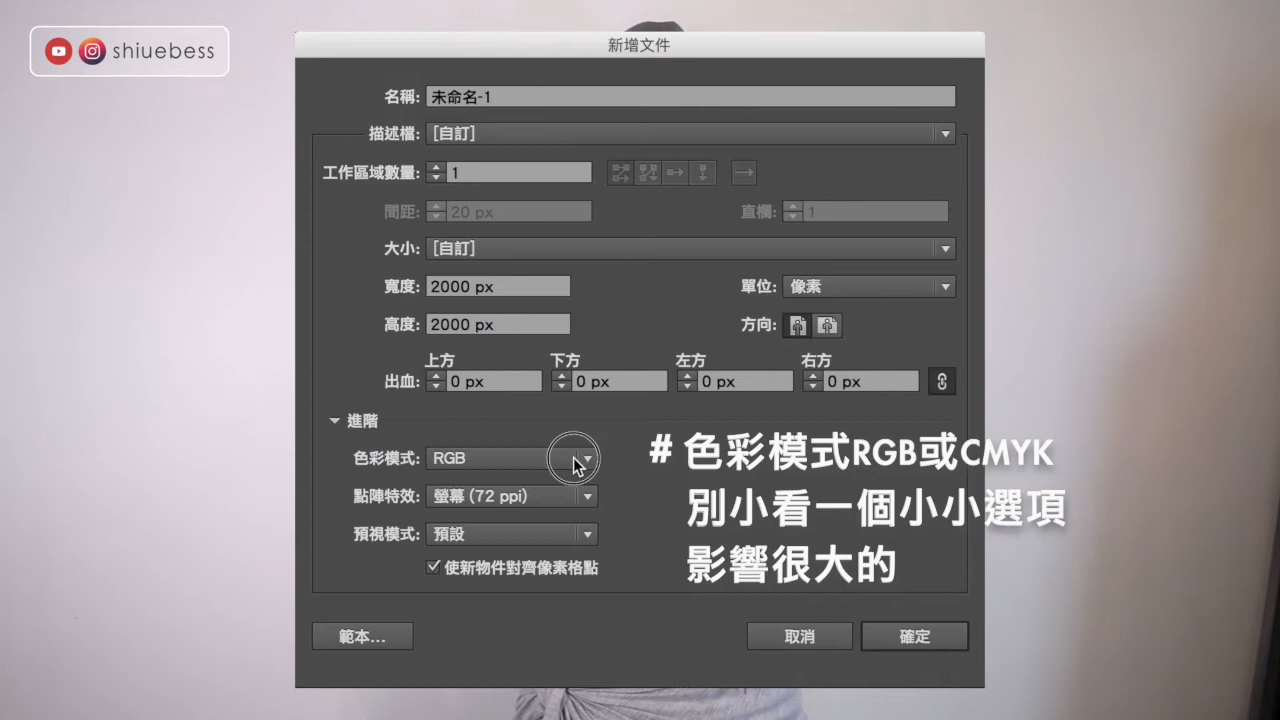 shiuebess
新增文件
名稱: 未命名-1
描述檔: [自訂]
工作區域數量: 1
間距: 20 px 直欄: 1
大小: [自訂]
寬度: 2000 px 單位: 像素
高度: 2000 px 方向:
上方 下方 左方 右方
出血: 0 px 0 px 0 px 0 px
進階
色彩模式: RGB
點陣特效: 螢幕 (72 ppi)
預視模式: 預設
使新物件對齊像素格點
# 色彩模式RGB或CMYK
別小看一個小小選項
影響很大的
範本... 取消 確定